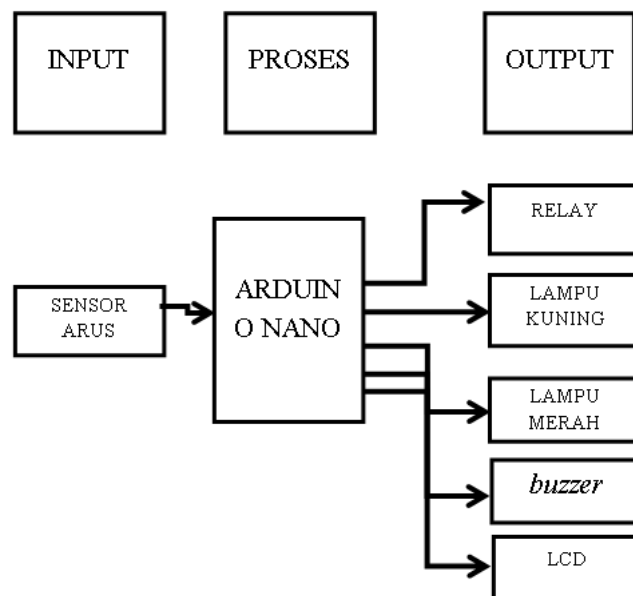 INPUT
PROSES
OUTPUT
RELAY
SENSOR
ARUS
ARDUIN
O NANO
LAMPU
KUNING
LAMPU
MERAH
buzzer
LCD